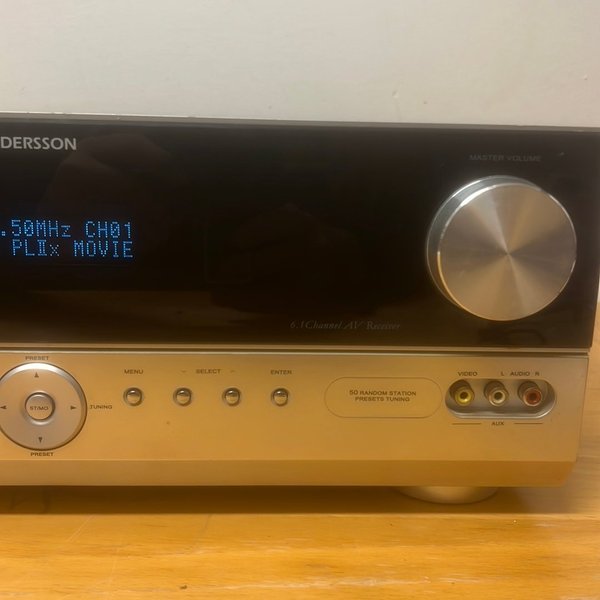 DERSSON
MASTER VOLUME
.50MHz CH01
PLⅡx MOVIE
6.1Channel AV Receiver
PRESET
ST/MO
TUNING
PRESET
MENU
– SELECT ^
ENTER
50 RANDOM STATION
PRESETS TUNING
VIDEO L AUDIO R
AUX